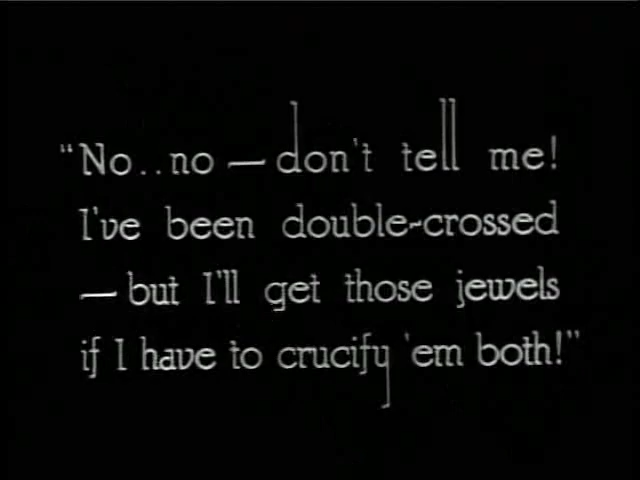 "No..no — don't tell me!
I've been double-crossed
— but I'll get those jewels
if I have to crucify 'em both!"